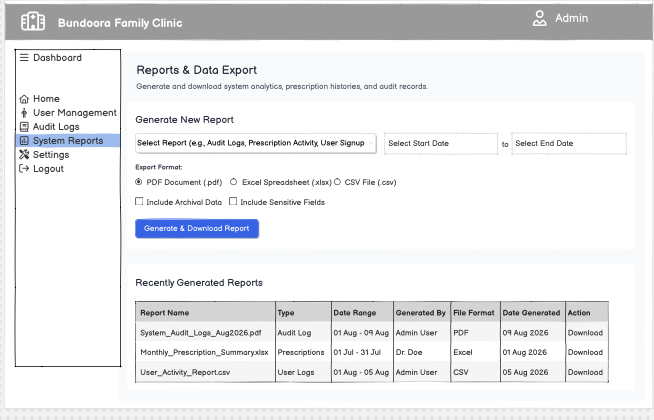 Bundoora Family Clinic
Admin
Dashboard
Home
User Management
Audit Logs
System Reports
Settings
Logout
Reports & Data Export
Generate and download system analytics, prescription histories, and audit records.
Generate New Report
Select Report (e.g., Audit Logs, Prescription Activity, User Signup
Select Start Date
to
Select End Date
Export Format:
PDF Document (.pdf) Excel Spreadsheet (.xlsx) CSV File (.csv)
Include Archival Data Include Sensitive Fields
Generate & Download Report
Recently Generated Reports
Report Name Type Date Range Generated By File Format Date Generated Action
System_Audit_Logs_Aug2026.pdf Audit Log 01 Aug - 09 Aug Admin User PDF 09 Aug 2026 Download
Monthly_Prescription_Summary.xlsx Prescriptions 01 Jul - 31 Jul Dr. Doe Excel 01 Aug 2026 Download
User_Activity_Report.csv User Logs 01 Aug - 05 Aug Admin User CSV 05 Aug 2026 Download